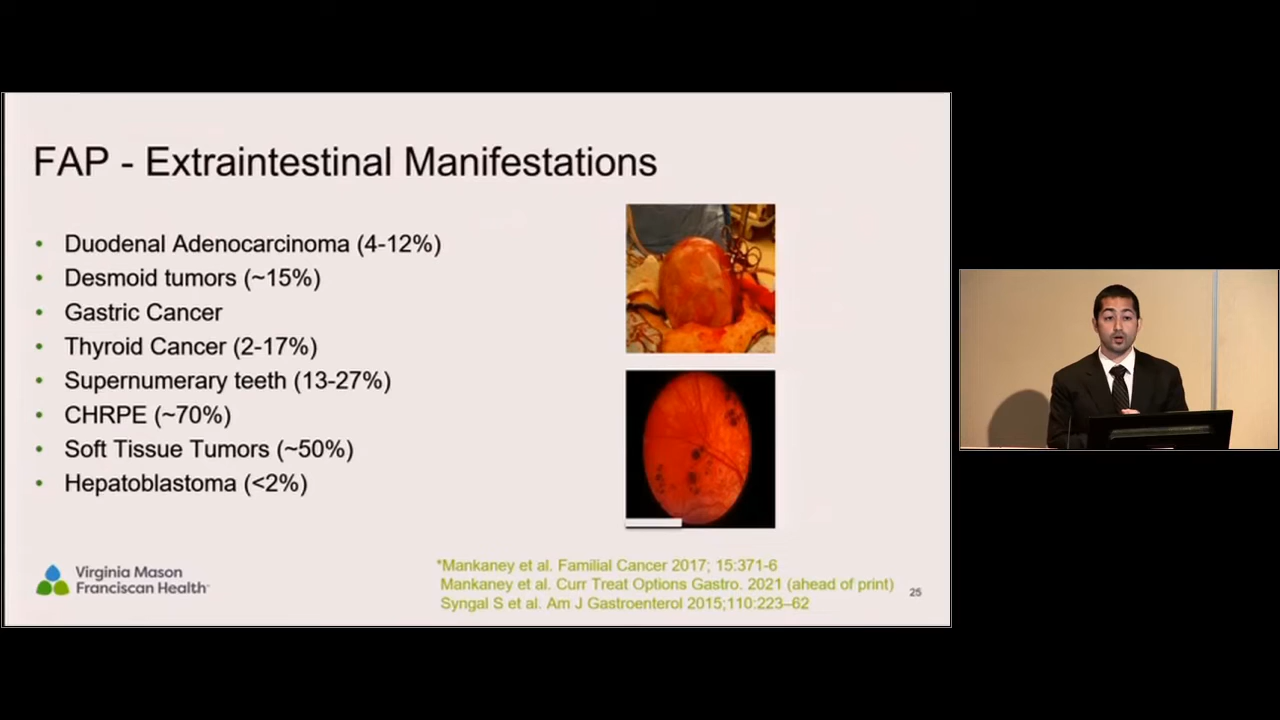 FAP - Extraintestinal Manifestations
• Duodenal Adenocarcinoma (4-12%)
• Desmoid tumors (~15%)
• Gastric Cancer
• Thyroid Cancer (2-17%)
• Supernumerary teeth (13-27%)
• CHRPE (~70%)
• Soft Tissue Tumors (~50%)
• Hepatoblastoma (<2%)
Virginia Mason
Franciscan Health
*Mankaney et al. Familial Cancer 2017; 15:371-6
Mankaney et al. Curr Treat Options Gastro. 2021 (ahead of print)
Syngal S et al. Am J Gastroenterol 2015;110:223–62
25